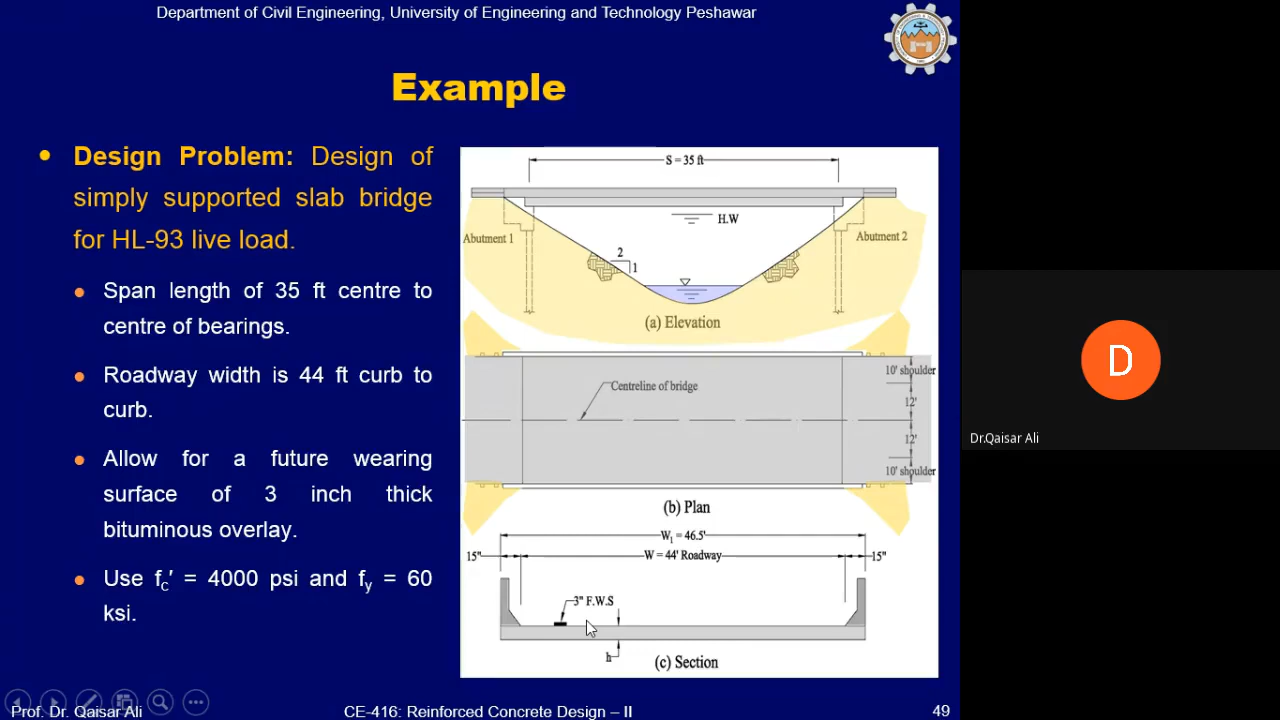 Department of Civil Engineering, University of Engineering and Technology Peshawar
Example
• Design Problem: Design of
simply supported slab bridge
for HL-93 live load.
• Span length of 35 ft centre to
centre of bearings.
• Roadway width is 44 ft curb to
curb.
• Allow for a future wearing
surface of 3 inch thick
bituminous overlay.
• Use fc′ = 4000 psi and fy = 60
ksi.
S = 35 ft
H.W
Abutment 1
Abutment 2
2
1
(a) Elevation
10' shoulder
Centreline of bridge
12'
12'
10' shoulder
(b) Plan
W1 = 46.5'
15"
W = 44' Roadway
15"
3" F.W.S
h
(c) Section
Prof. Dr. Qaisar Ali
CE-416: Reinforced Concrete Design – II
49
D
Dr.Qaisar Ali